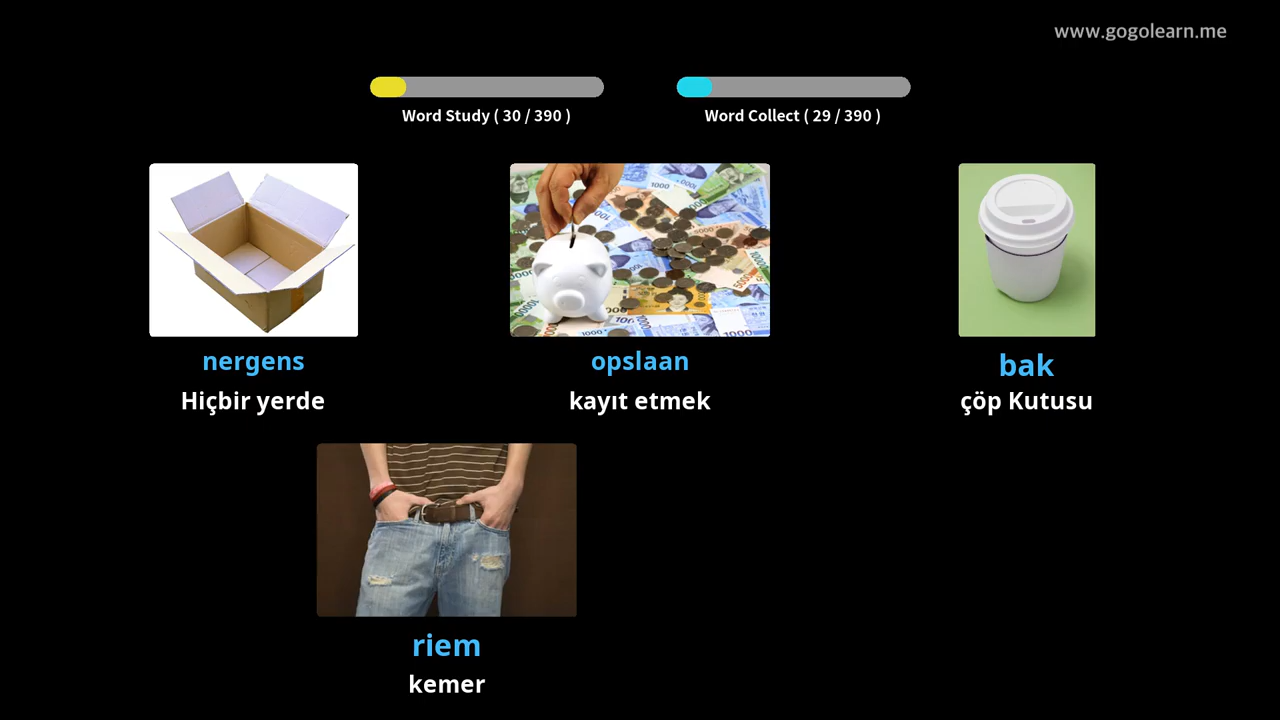 www.gogolearn.me
Word Study ( 30 / 390 )
Word Collect ( 29 / 390 )
nergens
Hiçbir yerde
opslaan
kayıt etmek
bak
çöp Kutusu
riem
kemer